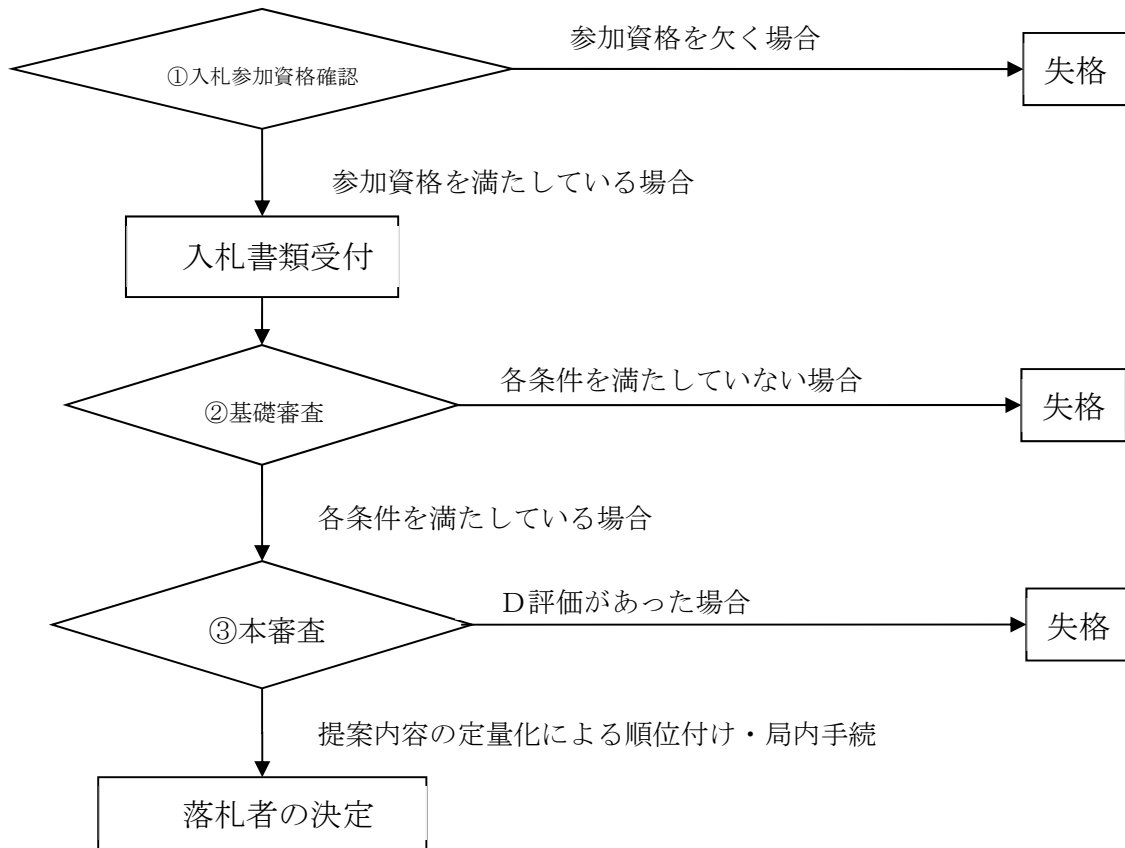 参加資格を欠く場合
①入札参加資格確認
失格
参加資格を満たしている場合
入札書類受付
各条件を満たしていない場合
②基礎審査
失格
各条件を満たしている場合
D評価があった場合
③本審査
失格
提案内容の定量化による順位付け・局内手続
落札者の決定